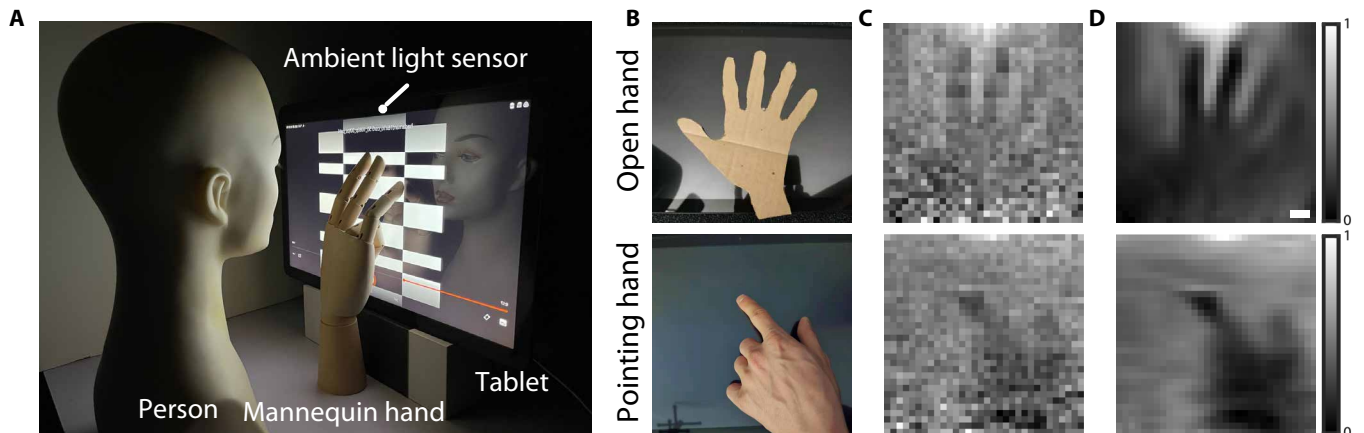 A
Ambient light sensor
Person
Mannequin hand
Tablet
B
Open hand
Pointing hand
C
D
1
0
1
0